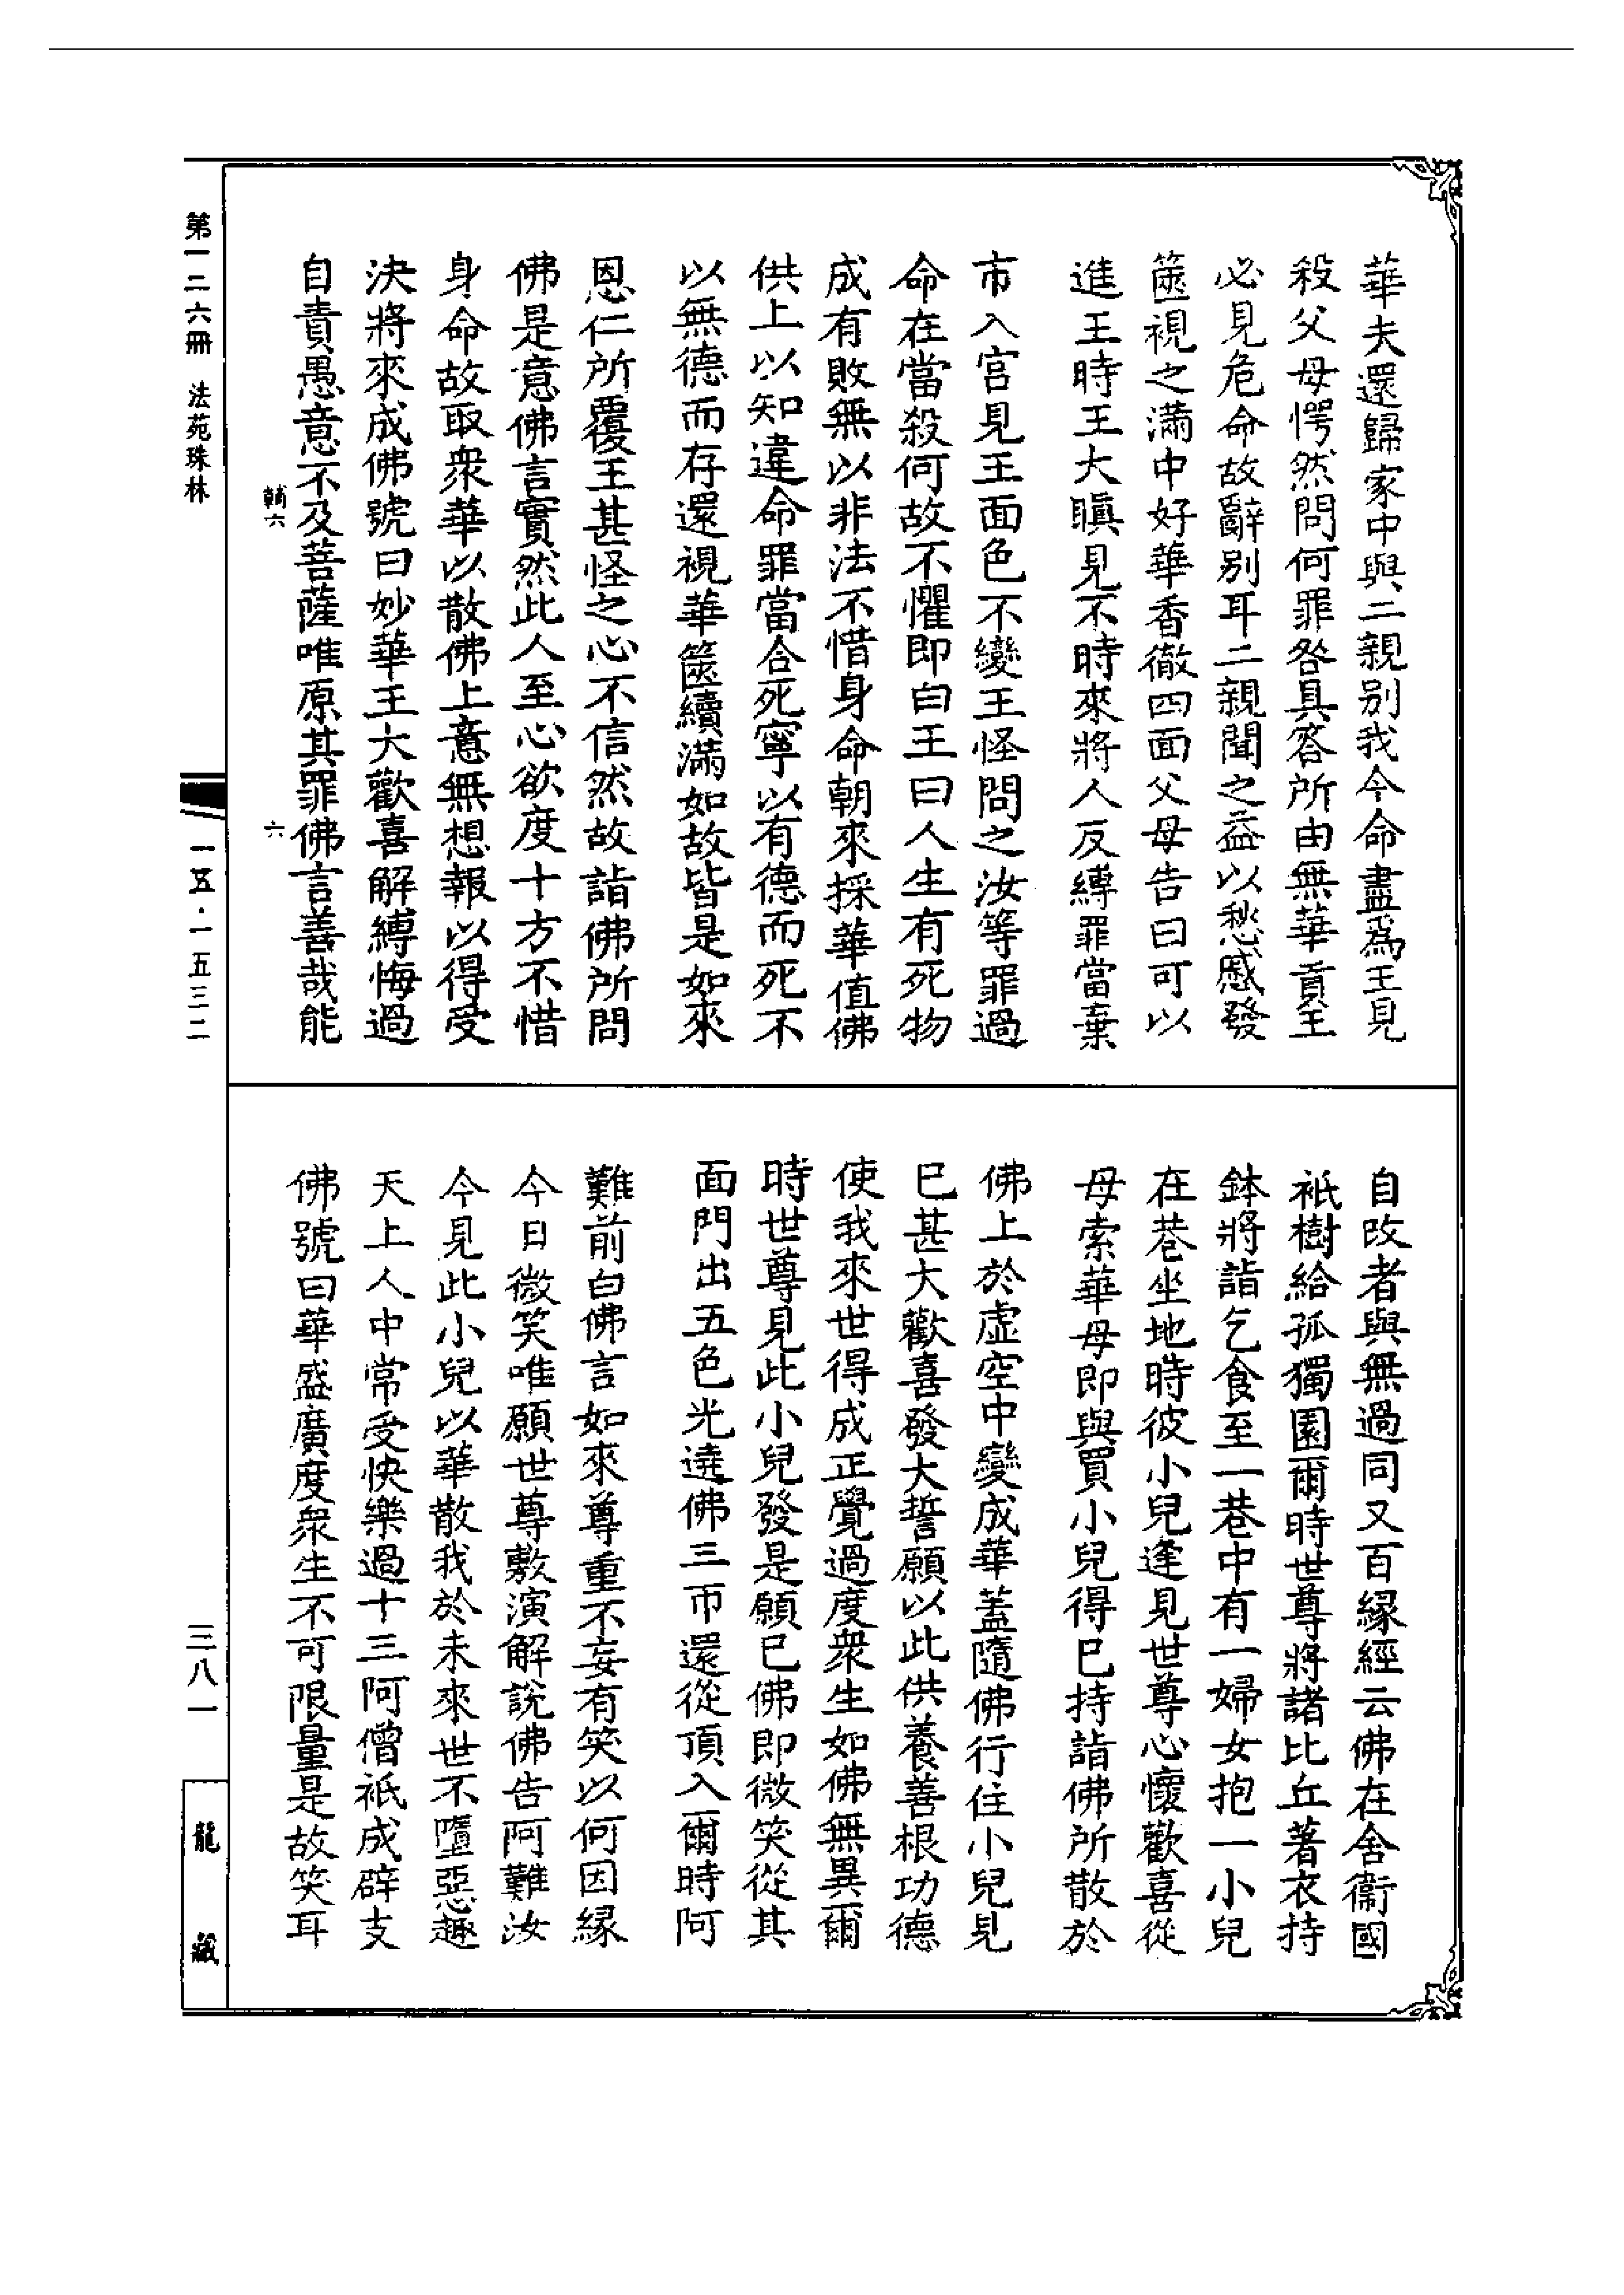 華夫還歸家中與二親别我今命盡爲王見
殺父母愕然問何罪咎具答所由無華貢王
必見危命故辭别耳二親聞之益以愁慼發
篋視之滿中好華香徹四面父母告曰可以
進王時王大瞋見不時來將人反縛罪當棄
市入宫見王面色不變王怪問之汝等罪過
命在當殺何故不懼即白王曰人生有死物
成有敗無以非法不惜身命朝來採華值佛
供上以知違命罪當合死寧以有德而死不
以無德而存還視華篋續滿如故皆是如來
恩仁所覆王甚怪之心不信然故詣佛所問
佛是意佛言實然此人至心欲度十方不惜
身命故取衆華以散佛上意無想報以得受
決將來成佛號曰妙華王大歡喜解縛悔過
自責愚意不及菩薩唯原其罪佛言善哉能
自改者與無過同又百緣經云佛在舍衞國
祇樹給孤獨園爾時世尊將諸比丘著衣持
鉢將詣乞食至一巷中有一婦女抱一小兒
在巷坐地時彼小兒逢見世尊心懷歡喜從
母索華母即與買小兒得已持詣佛所散於
佛上於虛空中變成華蓋隨佛行住小兒見
已甚大歡喜發大誓願以此供養善根功德
使我來世得成正覺過度衆生如佛無異爾
時世尊見此小兒發是願已佛即微笑從其
面門出五色光遶佛三帀還從頂入爾時阿
難前白佛言如來尊重不妄有笑以何因緣
今日微笑唯願世尊敷演解說佛告阿難汝
今見此小兒以華散我於未來世不墮惡趣
天上人中常受快樂過十三阿僧祇成辟支
佛號曰華盛廣度衆生不可限量是故笑耳
輔六
六
第一二六冊 法苑珠林
一五·一五三二
三八一
龍藏